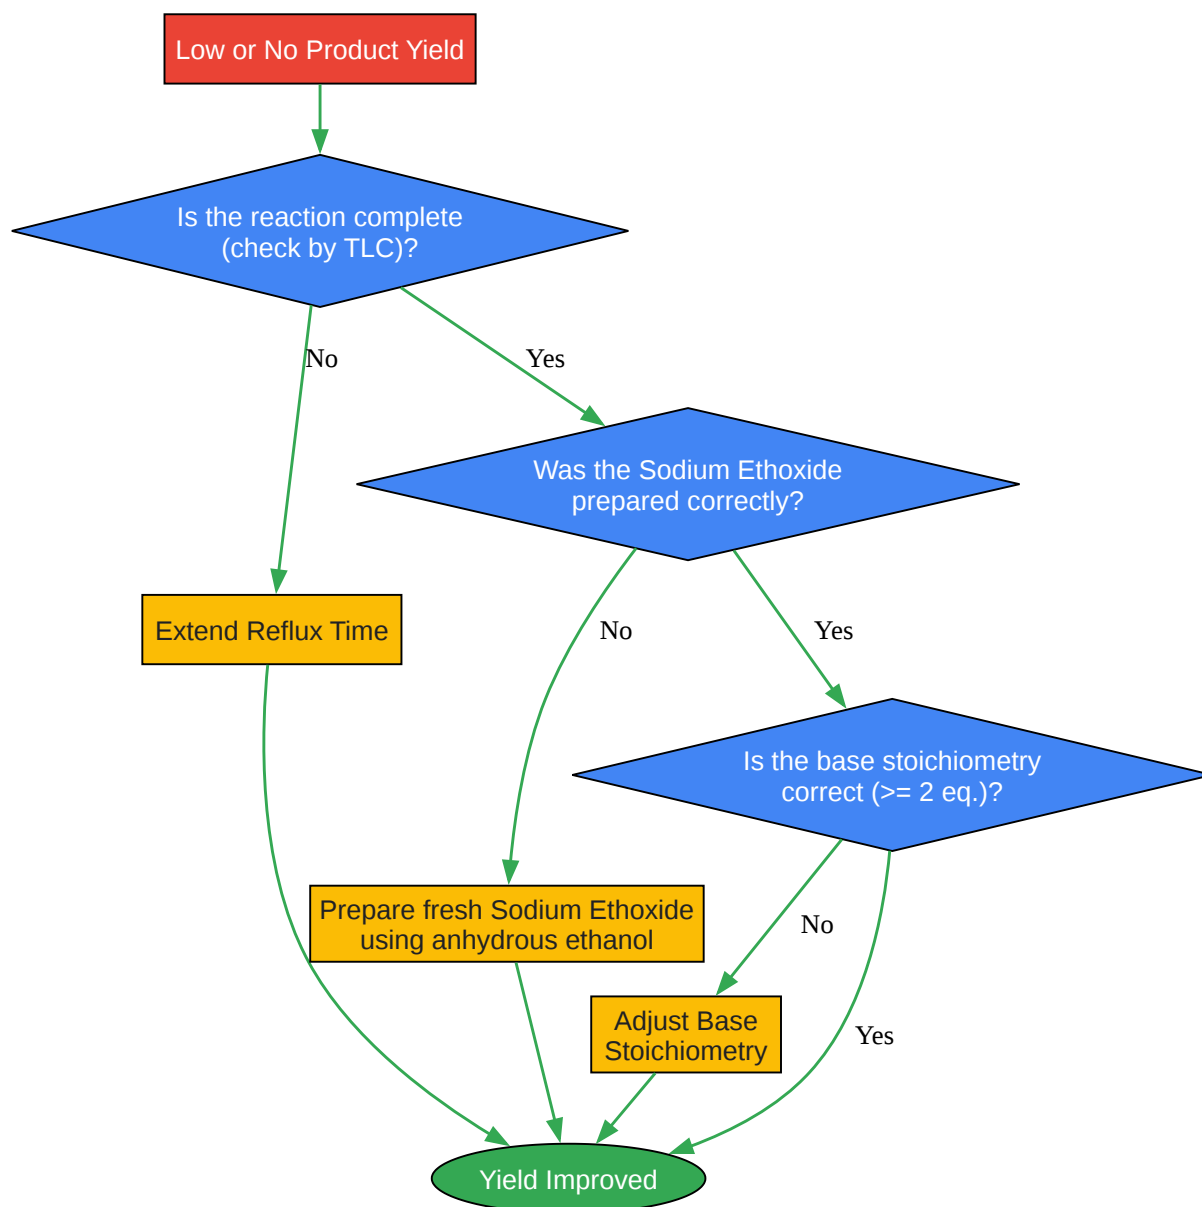 Low or No Product Yield
Is the reaction complete
(check by TLC)?
No
Yes
Was the Sodium Ethoxide
prepared correctly?
Extend Reflux Time
No
Yes
Is the base stoichiometry
correct (>= 2 eq.)?
Prepare fresh Sodium Ethoxide
using anhydrous ethanol
No
Adjust Base
Stoichiometry
Yes
Yield Improved